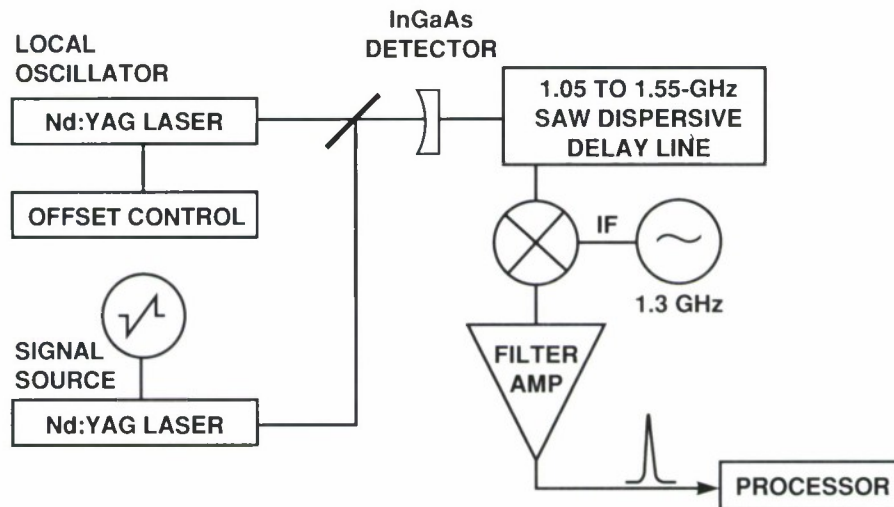 LOCAL
OSCILLATOR
Nd:YAG LASER
OFFSET CONTROL
InGaAs
DETECTOR
1.05 TO 1.55-GHz
SAW DISPERSIVE
DELAY LINE
IF
1.3 GHz
SIGNAL
SOURCE
Nd:YAG LASER
FILTER
AMP
PROCESSOR